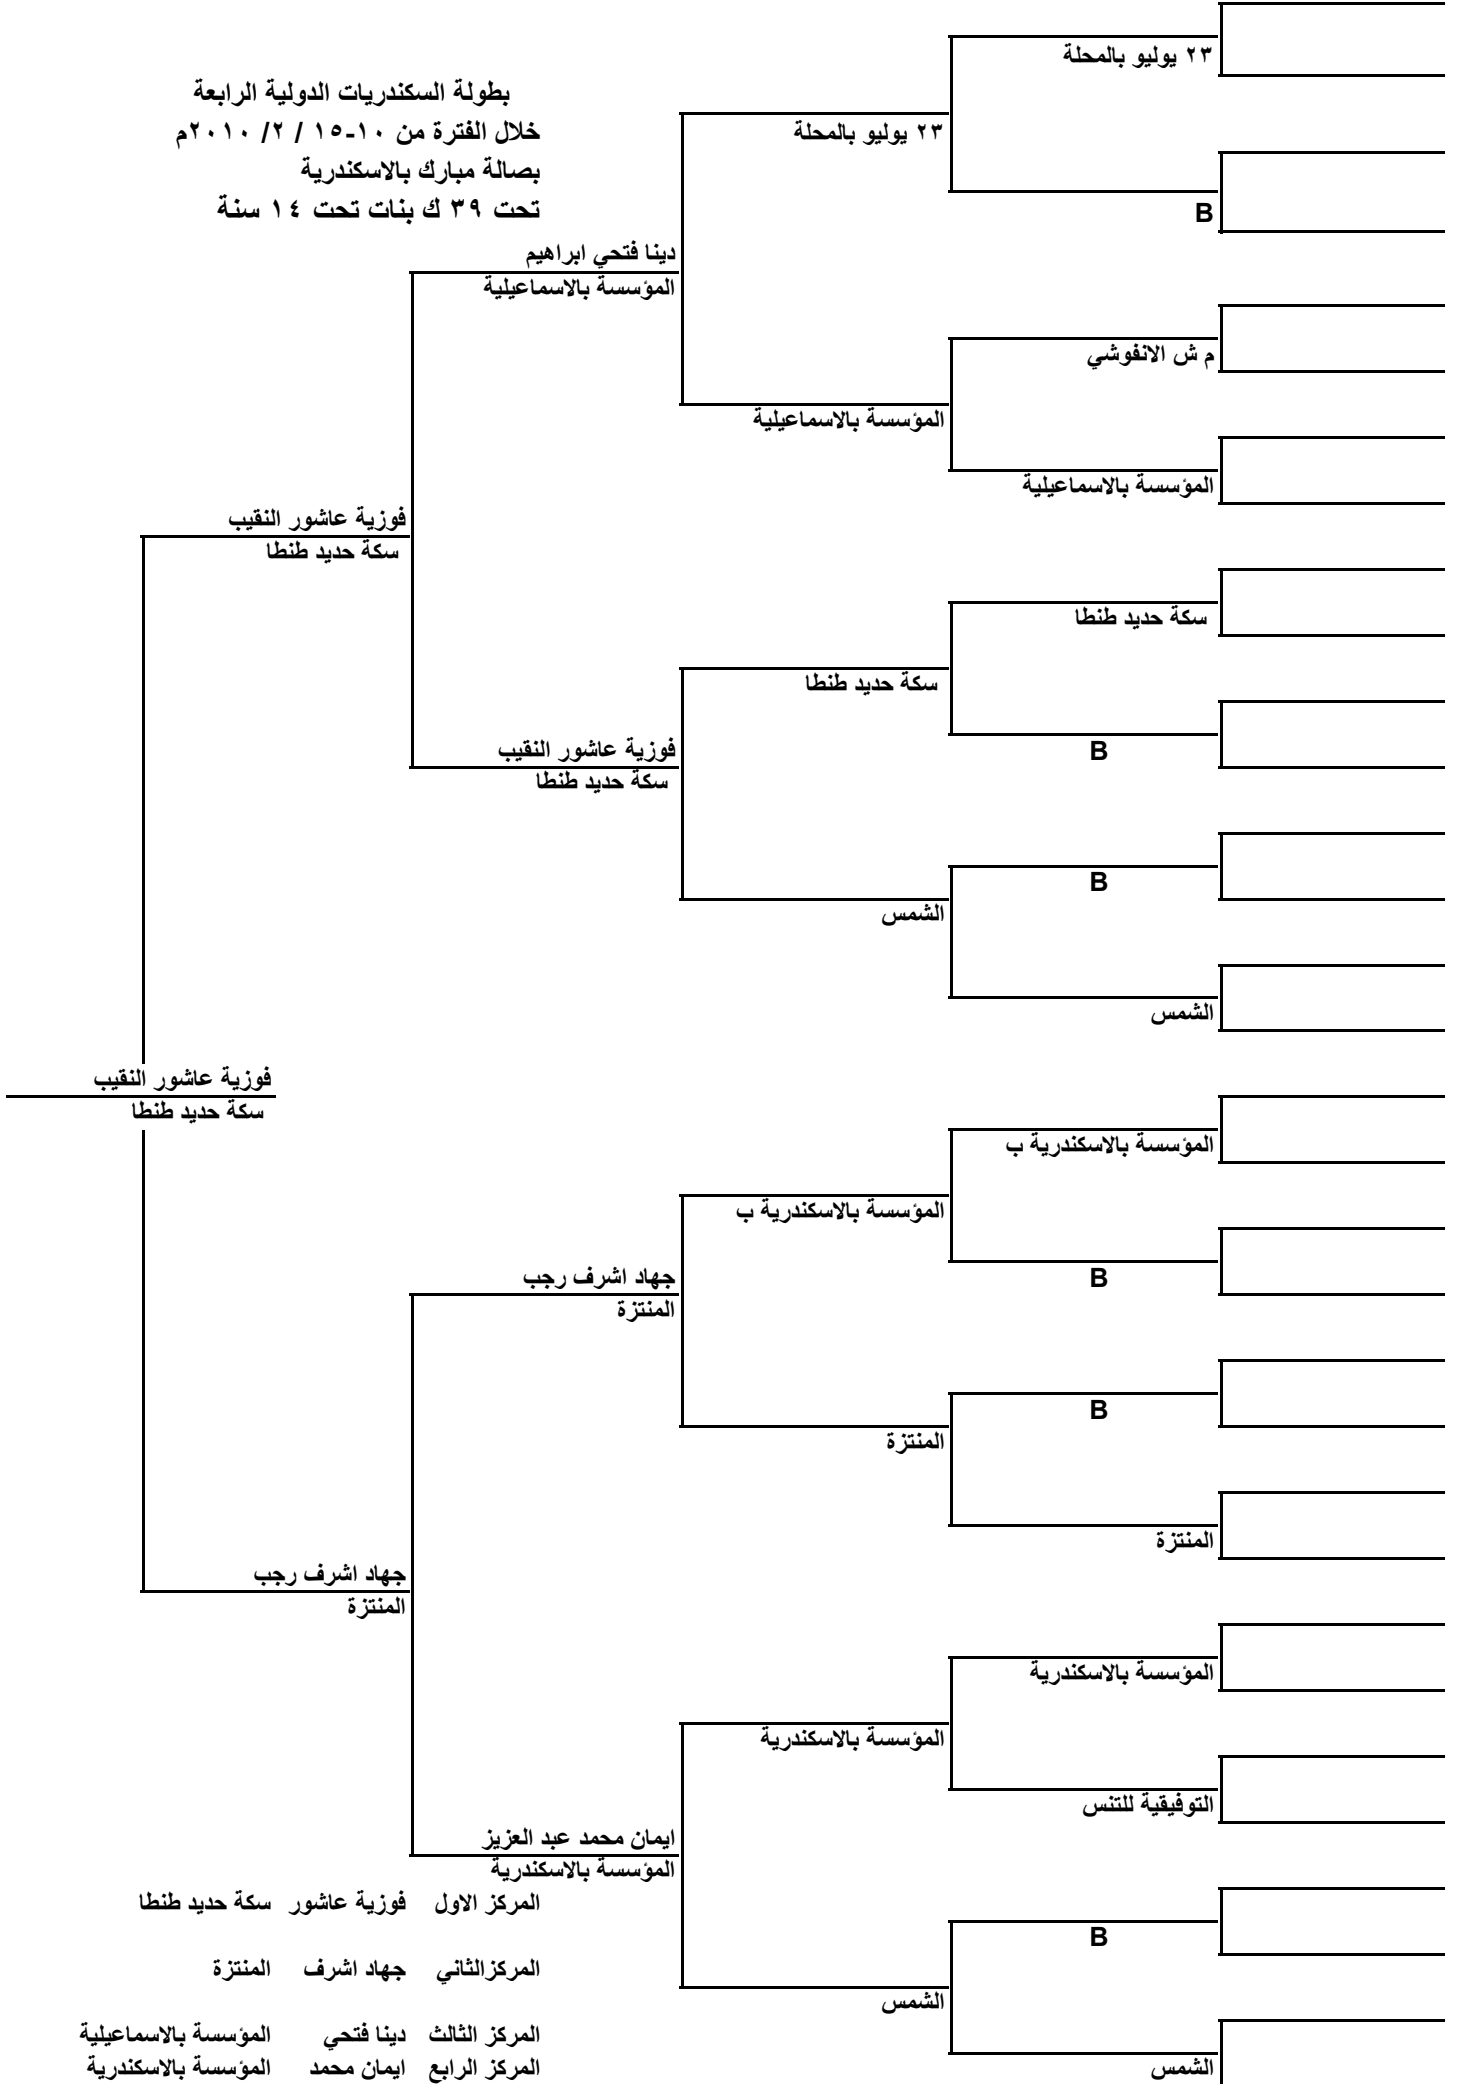 بطولة السكندريات الدولية الرابعة
خلال الفترة من ١٠-١٥ / ٢/ ٢٠١٠م
بصالة مبارك بالاسكندرية
تحت ٣٩ ك بنات تحت ١٤ سنة
٢٣ يوليو بالمحلة
٢٣ يوليو بالمحلة
B
دينا فتحي ابراهيم
المؤسسة بالاسماعيلية
م ش الانفوشي
المؤسسة بالاسماعيلية
المؤسسة بالاسماعيلية
فوزية عاشور النقيب
سكة حديد طنطا
سكة حديد طنطا
سكة حديد طنطا
B
فوزية عاشور النقيب
سكة حديد طنطا
B
الشمس
الشمس
فوزية عاشور النقيب
سكة حديد طنطا
المؤسسة بالاسكندرية ب
المؤسسة بالاسكندرية ب
B
جهاد اشرف رجب
المنتزة
B
المنتزة
المنتزة
جهاد اشرف رجب
المنتزة
المؤسسة بالاسكندرية
المؤسسة بالاسكندرية
التوفيقية للتنس
ايمان محمد عبد العزيز
المؤسسة بالاسكندرية
B
الشمس
الشمس
المركز الاول فوزية عاشور سكة حديد طنطا
المركزالثاني جهاد اشرف المنتزة
المركز الثالث دينا فتحي المؤسسة بالاسماعيلية
المركز الرابع ايمان محمد المؤسسة بالاسكندرية